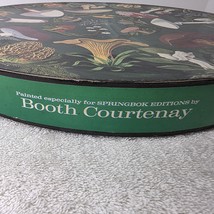 Painted especially for SPRINGBOK EDITIONS by
Booth Courtenay